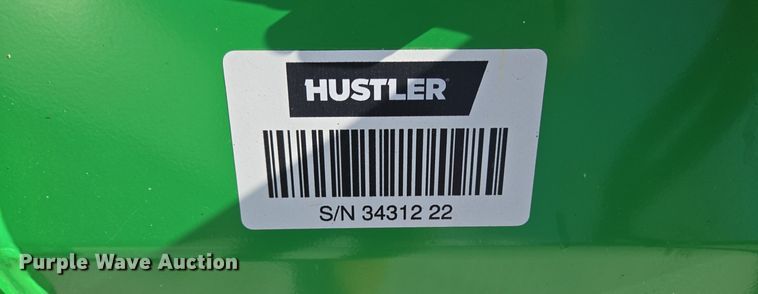 HUSTLER
S/N 34312 22
Purple Wave Auction